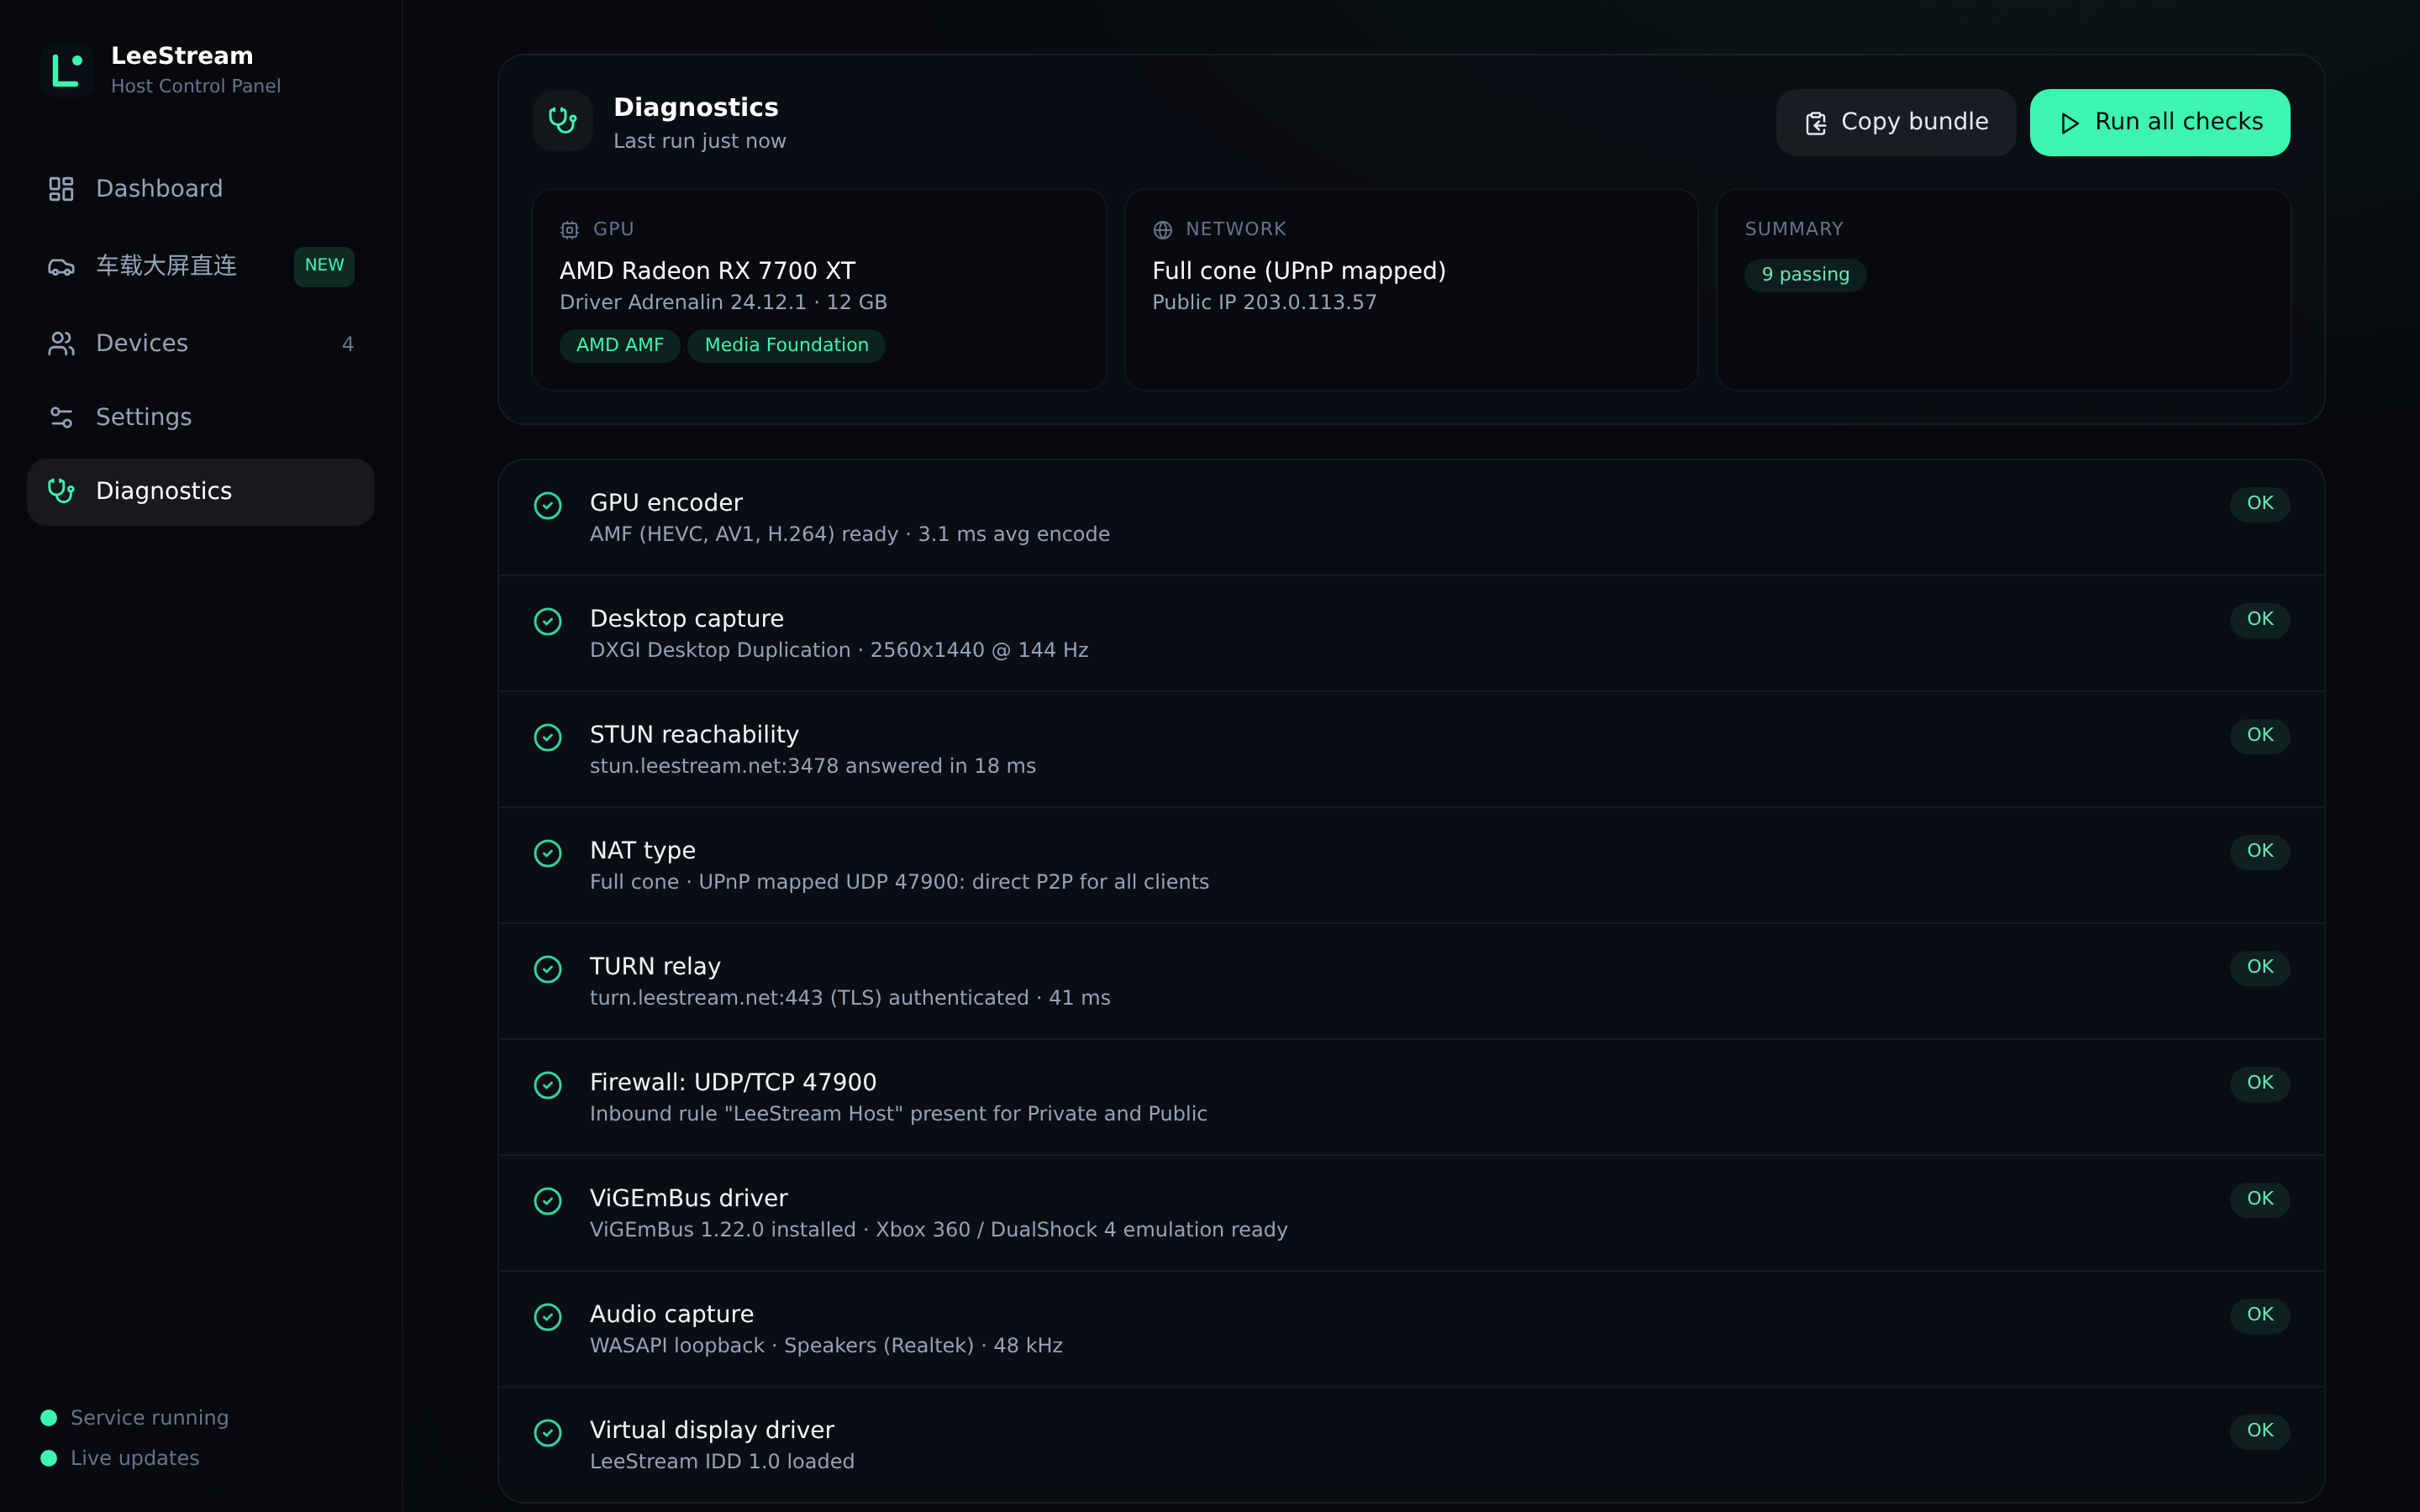 LeeStream
Host Control Panel
Dashboard
车载大屏直连 NEW
Devices 4
Settings
Diagnostics
Service running
Live updates
Diagnostics
Last run just now
Copy bundle
Run all checks
GPU
AMD Radeon RX 7700 XT
Driver Adrenalin 24.12.1 · 12 GB
AMD AMF Media Foundation
NETWORK
Full cone (UPnP mapped)
Public IP 203.0.113.57
SUMMARY
9 passing
GPU encoder OK
AMF (HEVC, AV1, H.264) ready · 3.1 ms avg encode
Desktop capture OK
DXGI Desktop Duplication · 2560x1440 @ 144 Hz
STUN reachability OK
stun.leestream.net:3478 answered in 18 ms
NAT type OK
Full cone · UPnP mapped UDP 47900: direct P2P for all clients
TURN relay OK
turn.leestream.net:443 (TLS) authenticated · 41 ms
Firewall: UDP/TCP 47900 OK
Inbound rule "LeeStream Host" present for Private and Public
ViGEmBus driver OK
ViGEmBus 1.22.0 installed · Xbox 360 / DualShock 4 emulation ready
Audio capture OK
WASAPI loopback · Speakers (Realtek) · 48 kHz
Virtual display driver OK
LeeStream IDD 1.0 loaded